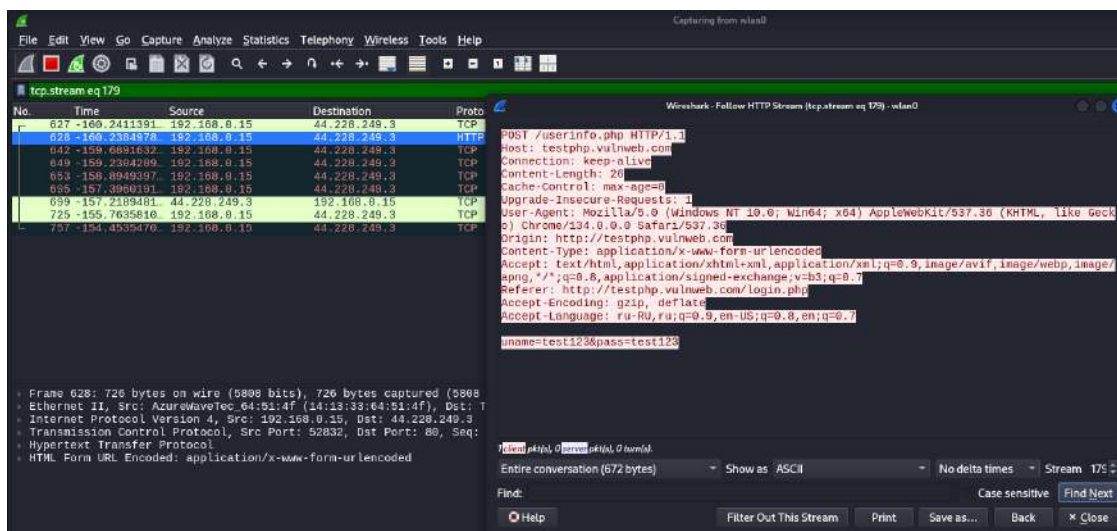 Capturing from wlan0
File Edit View Go Capture Analyze Statistics Telephony Wireless Tools Help
tcp.stream eq 179
No. Time Source Destination Proto
627 -160.2411391… 192.168.0.15 44.228.249.3 TCP
628 -160.2384978… 192.168.0.15 44.228.249.3 HTTP
642 -159.6891632… 192.168.0.15 44.228.249.3 TCP
649 -159.2384289… 192.168.0.15 44.228.249.3 TCP
653 -158.8949397… 192.168.0.15 44.228.249.3 TCP
695 -157.3960191… 192.168.0.15 44.228.249.3 TCP
699 -157.2189481… 44.228.249.3 192.168.0.15 TCP
725 -155.7635810… 192.168.0.15 44.228.249.3 TCP
757 -154.4535470… 192.168.0.15 44.228.249.3 TCP
Frame 628: 726 bytes on wire (5808 bits), 726 bytes captured (5808
Ethernet II, Src: AzureWaveTec_64:51:4f (14:13:33:64:51:4f), Dst: T
Internet Protocol Version 4, Src: 192.168.0.15, Dst: 44.228.249.3
Transmission Control Protocol, Src Port: 52832, Dst Port: 80, Seq:
Hypertext Transfer Protocol
HTML Form URL Encoded: application/x-www-form-urlencoded
Wireshark · Follow HTTP Stream (tcp.stream eq 179) · wlan0
POST /userinfo.php HTTP/1.1
Host: testphp.vulnweb.com
Connection: keep-alive
Content-Length: 26
Cache-Control: max-age=0
Upgrade-Insecure-Requests: 1
User-Agent: Mozilla/5.0 (Windows NT 10.0; Win64; x64) AppleWebKit/537.36 (KHTML, like Geck
o) Chrome/134.0.0.0 Safari/537.36
Origin: http://testphp.vulnweb.com
Content-Type: application/x-www-form-urlencoded
Accept: text/html,application/xhtml+xml,application/xml;q=0.9,image/avif,image/webp,image/
apng,*/*;q=0.8,application/signed-exchange;v=b3;q=0.7
Referer: http://testphp.vulnweb.com/login.php
Accept-Encoding: gzip, deflate
Accept-Language: ru-RU,ru;q=0.9,en-US;q=0.8,en;q=0.7
uname=test123&pass=test123
1 client pkt(s), 0 server pkt(s), 0 turn(s).
Entire conversation (672 bytes) Show as ASCII No delta times Stream 179
Find: Case sensitive Find Next
Help Filter Out This Stream Print Save as… Back × Close